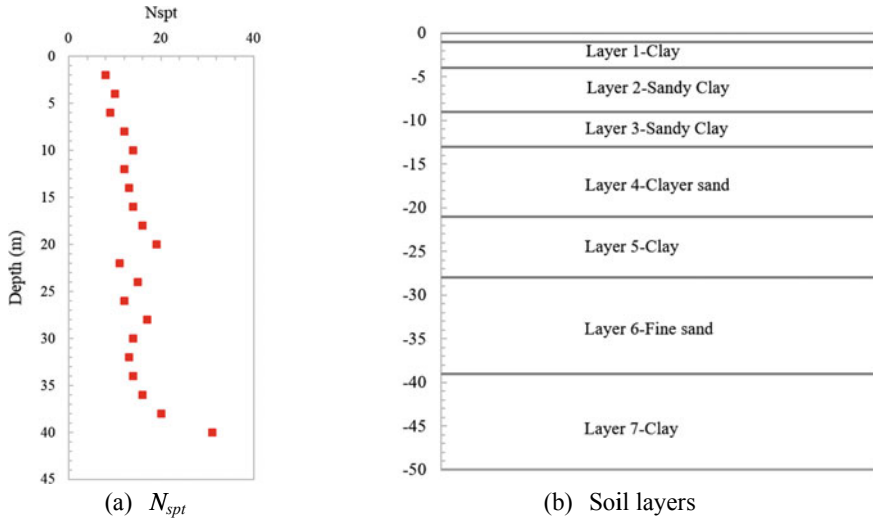 Nspt
0 20 40
0
5
10
15
20
25
30
35
40
45
Depth (m)
(a) Nspt
0
-5
-10
-15
-20
-25
-30
-35
-40
-45
-50
Layer 1-Clay
Layer 2-Sandy Clay
Layer 3-Sandy Clay
Layer 4-Clayer sand
Layer 5-Clay
Layer 6-Fine sand
Layer 7-Clay
(b) Soil layers